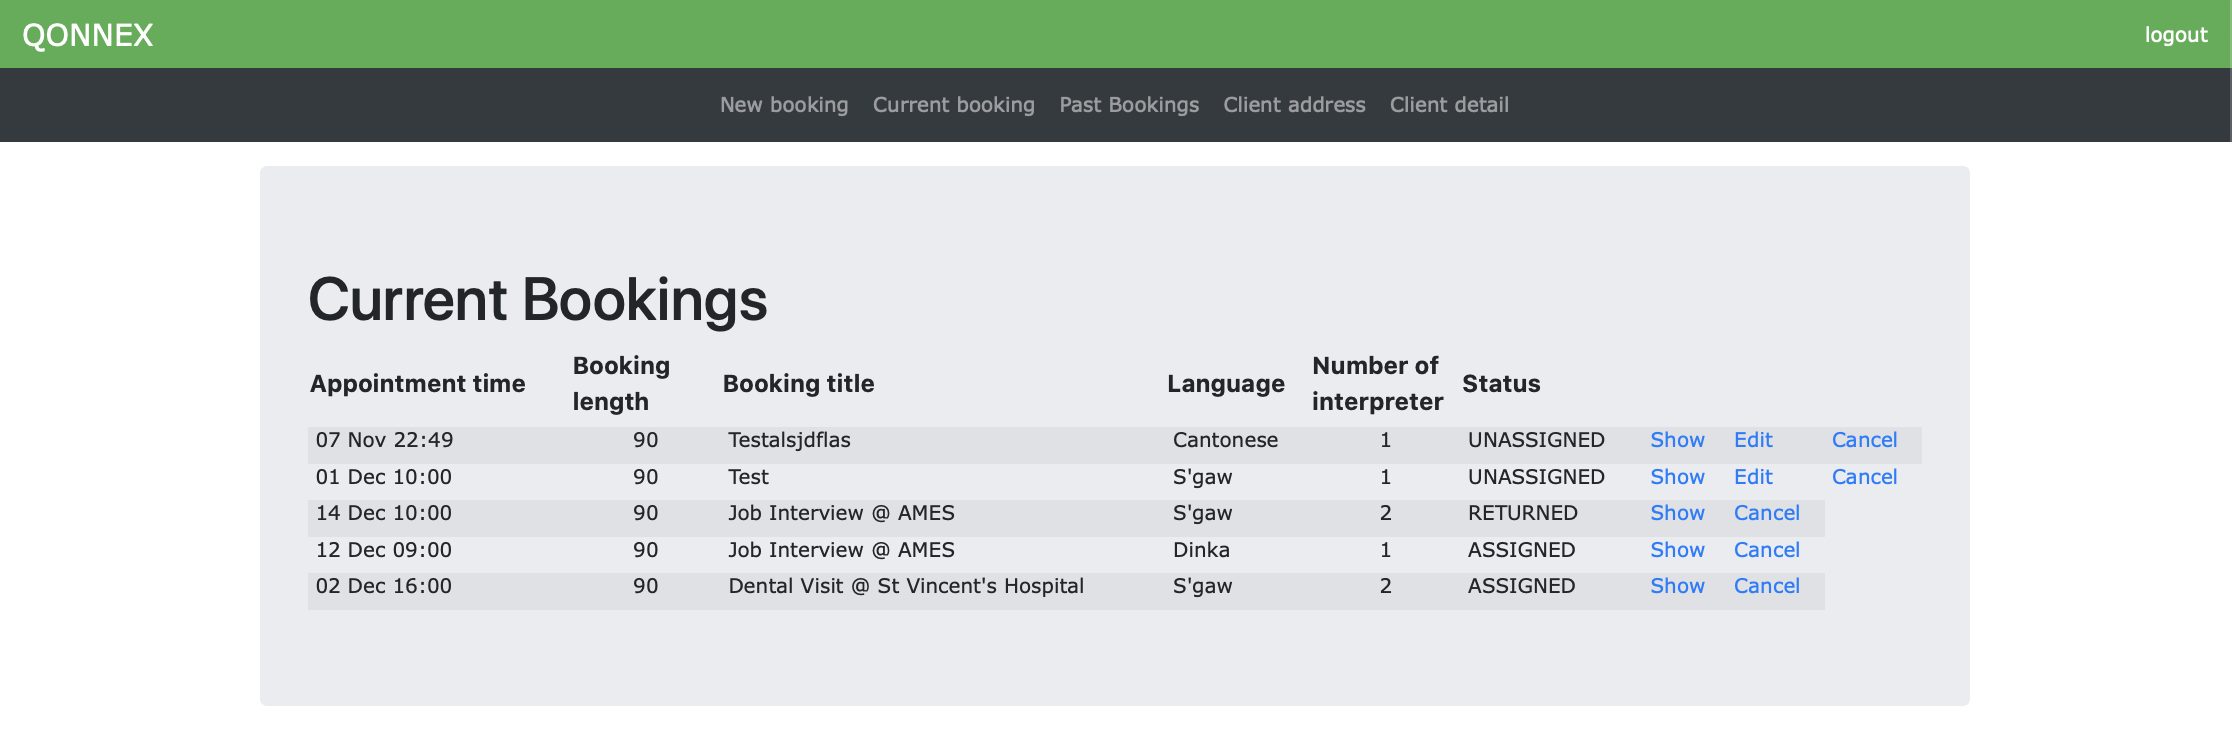 QONNEX logout
New booking Current booking Past Bookings Client address Client detail
Current Bookings
Appointment time Booking length Booking title Language Number of interpreter Status
07 Nov 22:49 90 Testalsjdflas Cantonese 1 UNASSIGNED Show Edit Cancel
01 Dec 10:00 90 Test S'gaw 1 UNASSIGNED Show Edit Cancel
14 Dec 10:00 90 Job Interview @ AMES S'gaw 2 RETURNED Show Cancel
12 Dec 09:00 90 Job Interview @ AMES Dinka 1 ASSIGNED Show Cancel
02 Dec 16:00 90 Dental Visit @ St Vincent's Hospital S'gaw 2 ASSIGNED Show Cancel